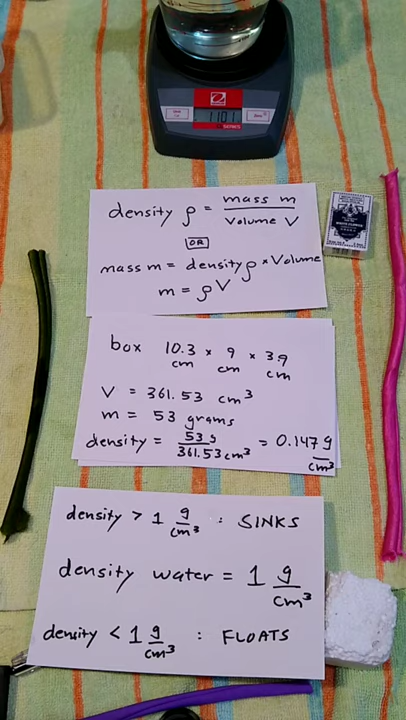 1101
density ρ = mass m / Volume V
OR
mass m = density ρ × Volume
m = ρ V
box 10.3 cm × 9 cm × 3.9 cm
V = 361.53 cm³
m = 53 grams
density = 53 g / 361.53 cm³ = 0.147 g / cm³
density > 1 g / cm³ : SINKS
density water = 1 g / cm³
density < 1 g / cm³ : FLOATS